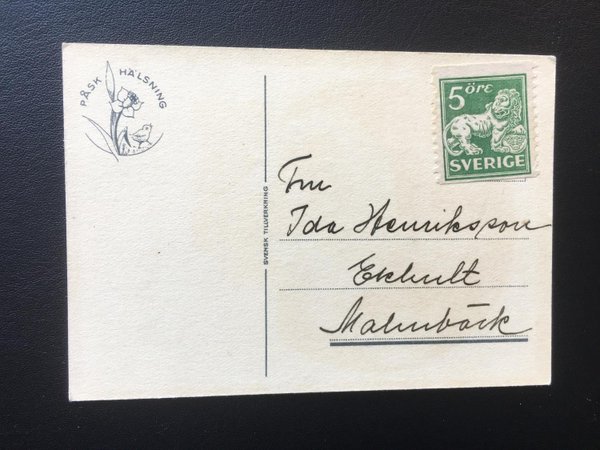 PÅSK HÄLSNING
5 ÖRE
SVERIGE
SVENSK TILLVERKNING
Fru
Ida Henriksson
Ekhult
Malmbäck